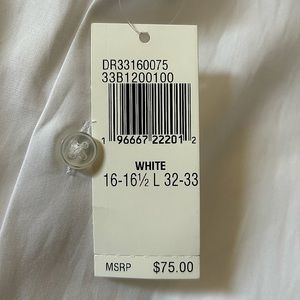 DR33160075
33B1200100
1 96667 22201 2
WHITE
16-16½ L 32-33
MSRP $75.00